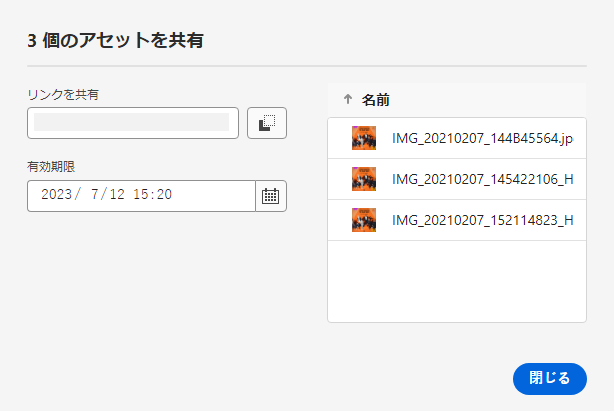 3 個のアセットを共有
リンクを共有
有効期限
2023/ 7/12 15:20
名前
IMG_20210207_144B45564.jp
IMG_20210207_145422106_H
IMG_20210207_152114823_H
閉じる